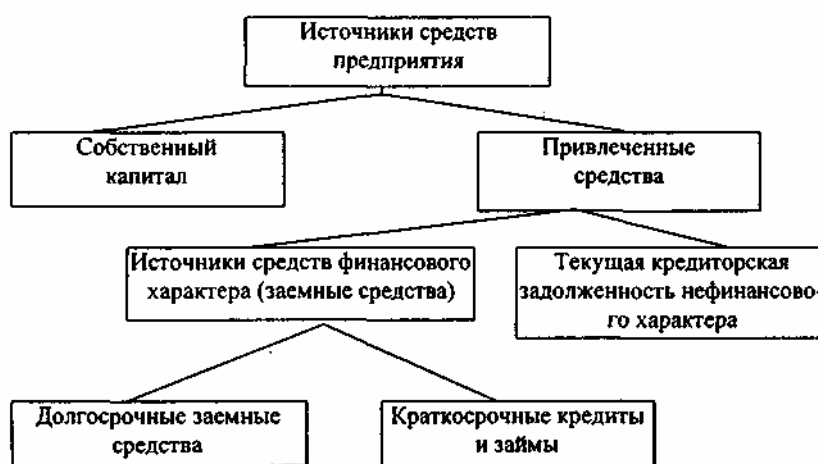 Источники средств
предприятия
Собственный
капитал
Привлеченные
средства
Источники средств финансового
характера (заемные средства)
Текущая кредиторская
задолженность нефинансово-
го характера
Долгосрочные заемные
средства
Краткосрочные кредиты
и займы